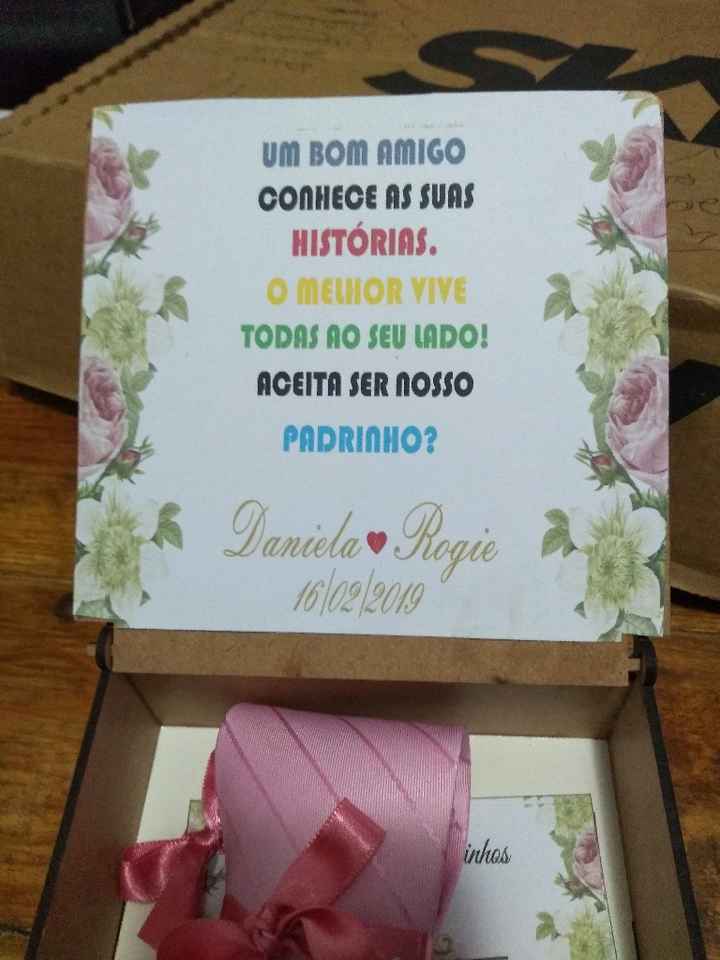 UM BOM AMIGO
CONHECE AS SUAS
HISTÓRIAS.
O MELHOR VIVE
TODAS AO SEU LADO!
ACEITA SER NOSSO
PADRINHO?
Daniela ♥ Rogie
16/02/2019
inhos